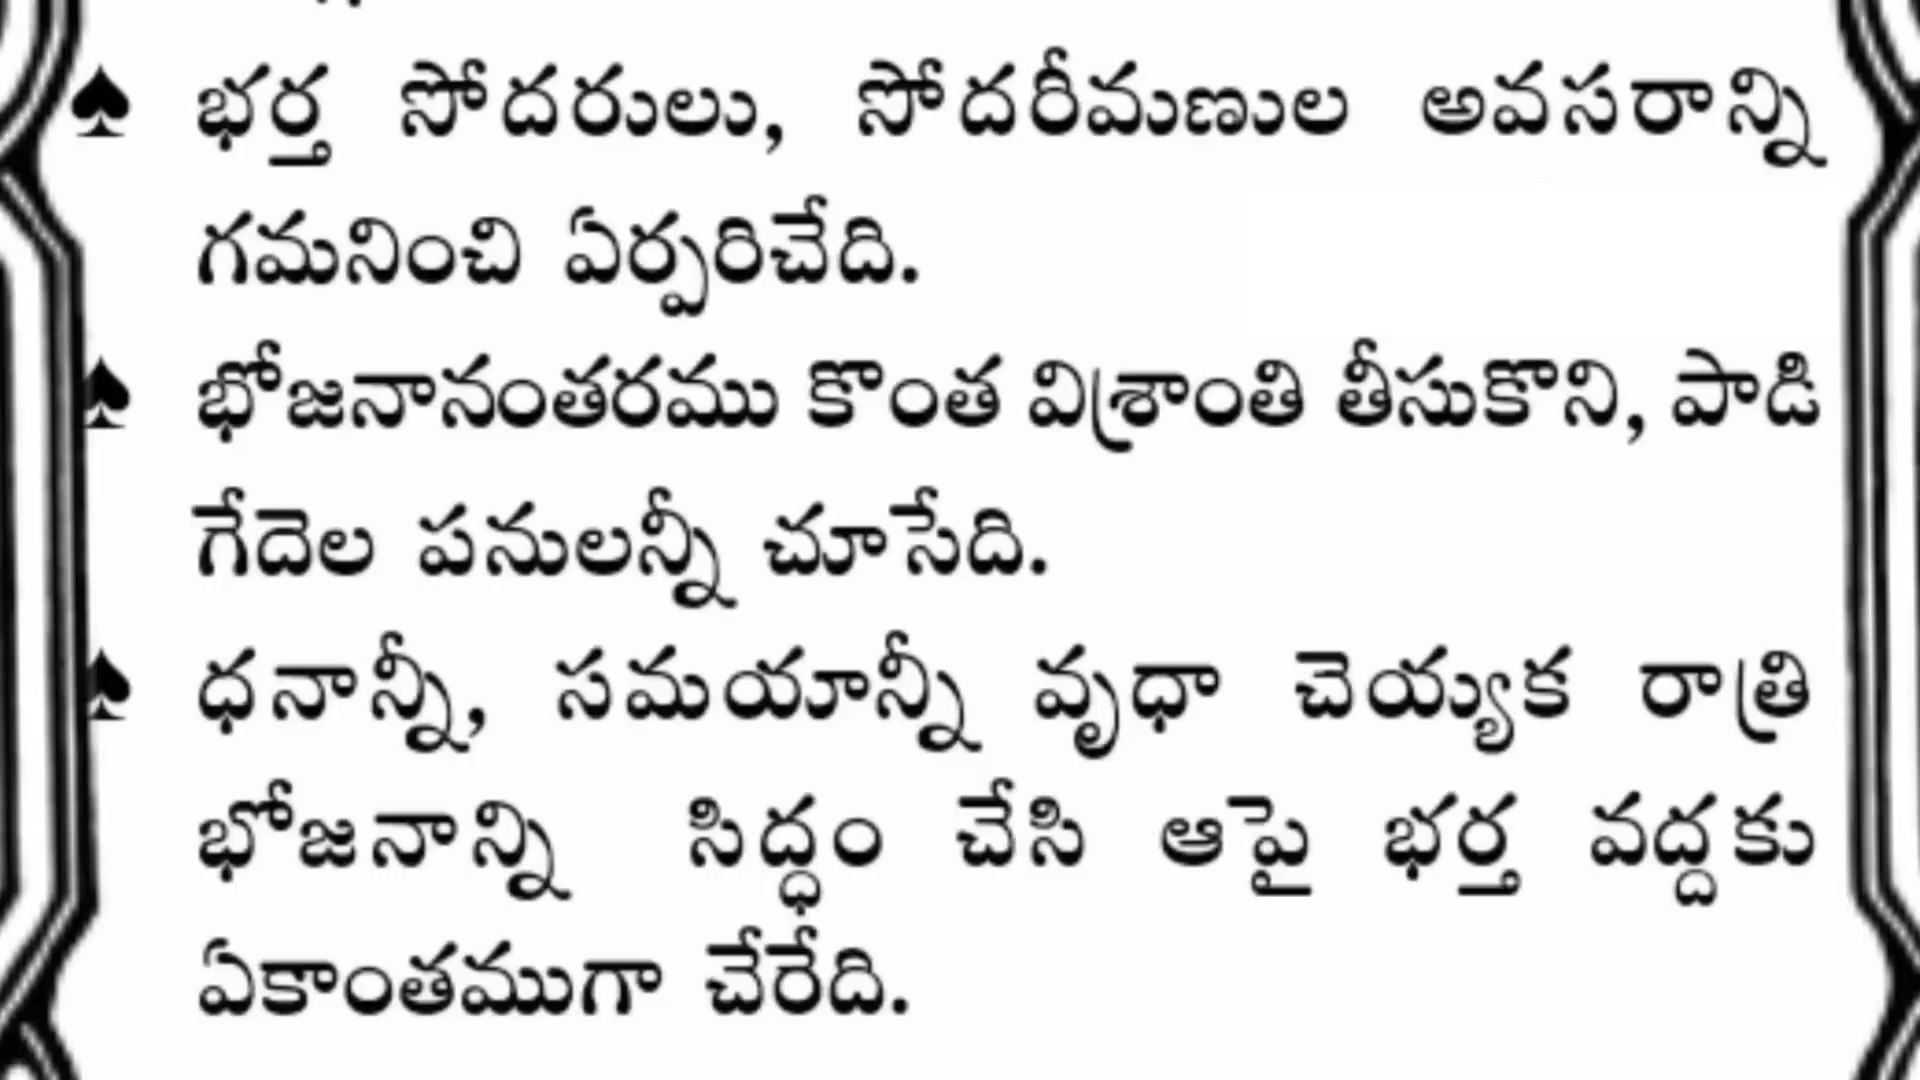 ♠ భర్త సోదరులు, సోదరీమణుల అవసరాన్ని
గమనించి ఏర్పరిచేది.
♠ భోజనానంతరము కొంత విశ్రాంతి తీసుకొని, పాడి
గేదెల పనులన్నీ చూసేది.
♠ ధనాన్నీ, సమయాన్నీ వృధా చెయ్యక రాత్రి
భోజనాన్ని సిద్ధం చేసి ఆపై భర్త వద్దకు
ఏకాంతముగా చేరేది.